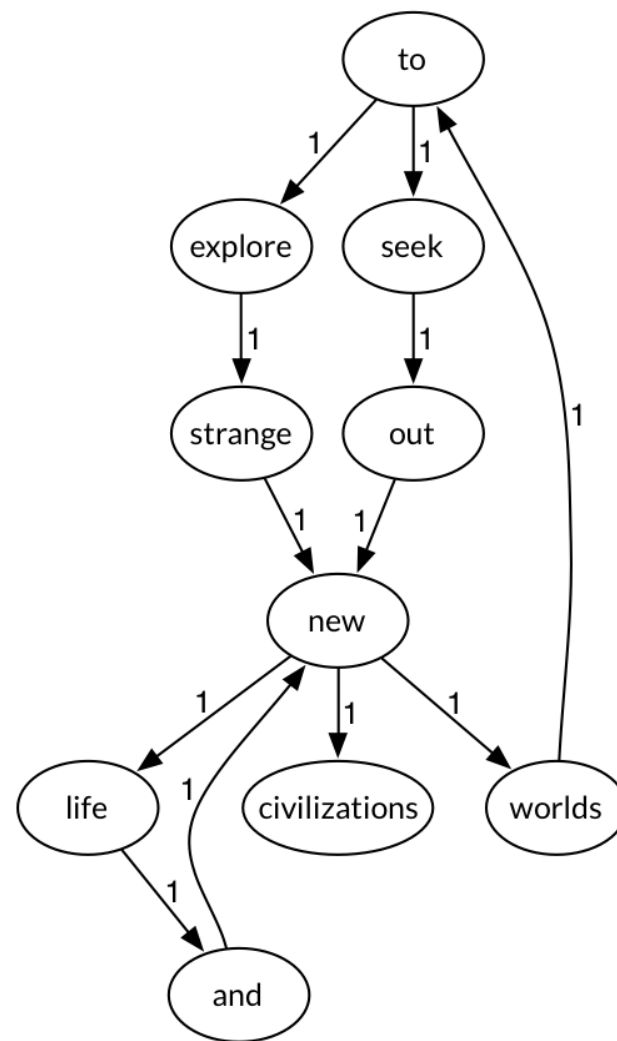 to
1
1
explore
seek
1
1
strange
out
1
1
1
new
1
1
1
1
life
civilizations
worlds
1
and